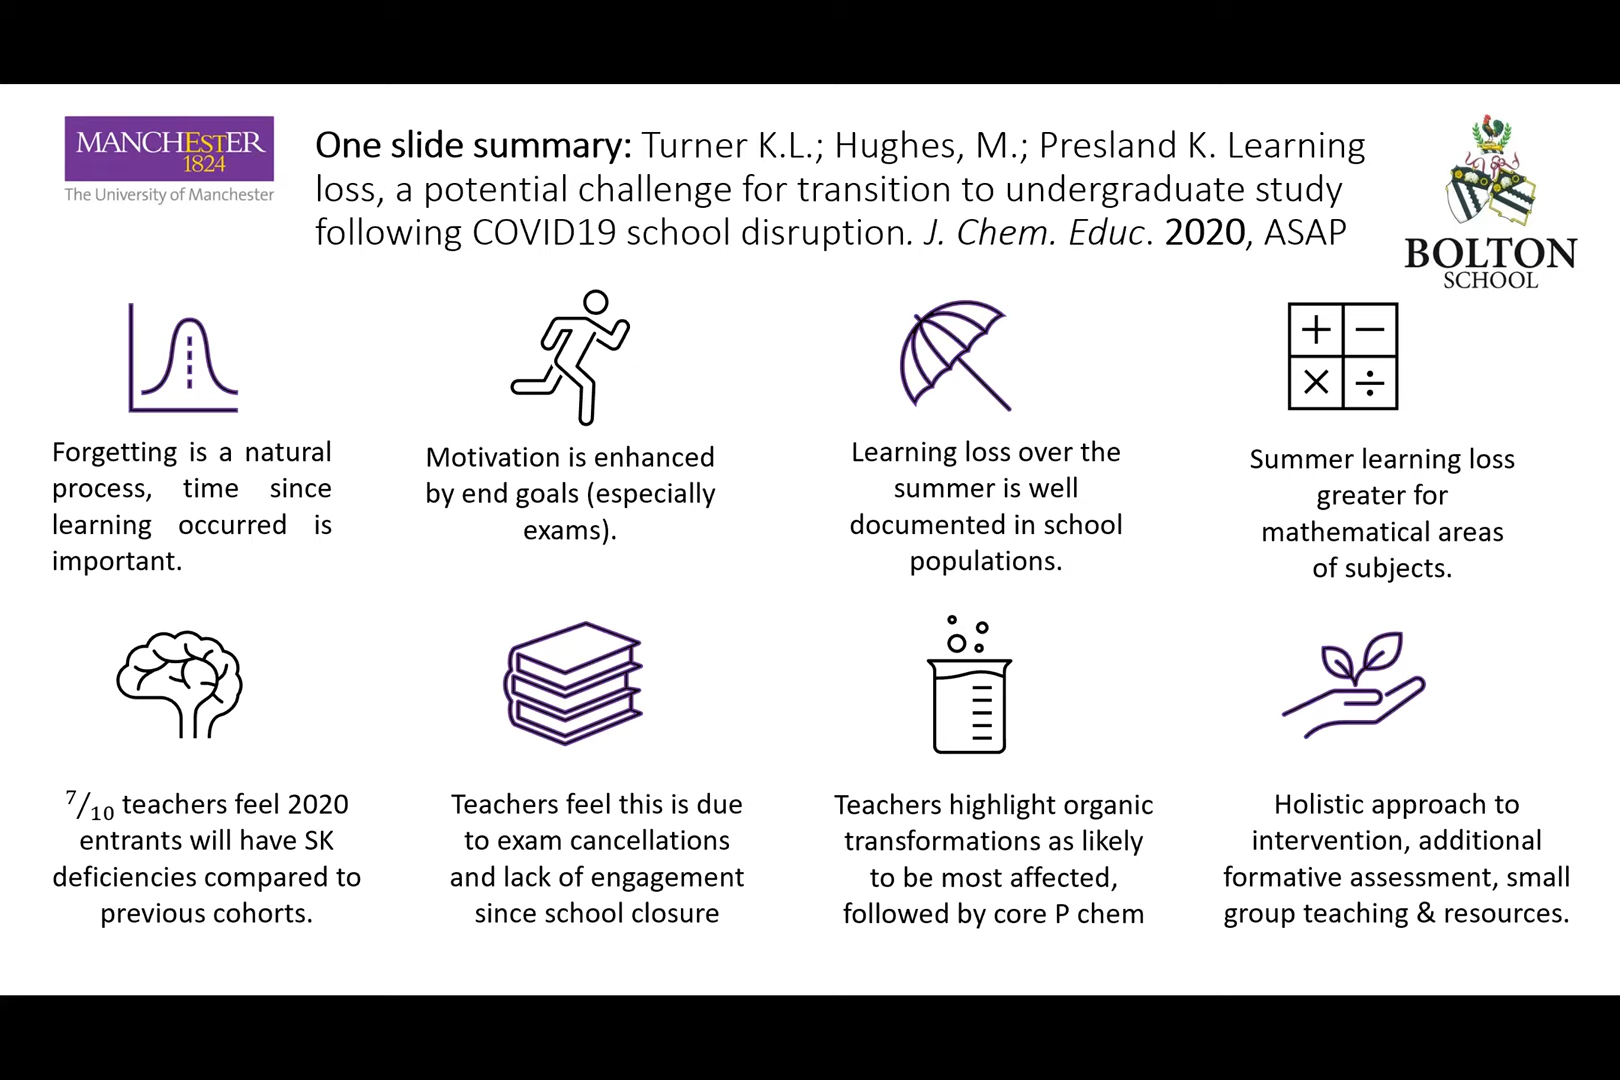 MANCHESTER
1824
The University of Manchester
One slide summary: Turner K.L.; Hughes, M.; Presland K. Learning
loss, a potential challenge for transition to undergraduate study
following COVID19 school disruption. J. Chem. Educ. 2020, ASAP
BOLTON
SCHOOL
Forgetting is a natural
process, time since
learning occurred is
important.
Motivation is enhanced
by end goals (especially
exams).
Learning loss over the
summer is well
documented in school
populations.
+ −
× ÷
Summer learning loss
greater for
mathematical areas
of subjects.
7/10 teachers feel 2020
entrants will have SK
deficiencies compared to
previous cohorts.
Teachers feel this is due
to exam cancellations
and lack of engagement
since school closure
Teachers highlight organic
transformations as likely
to be most affected,
followed by core P chem
Holistic approach to
intervention, additional
formative assessment, small
group teaching & resources.